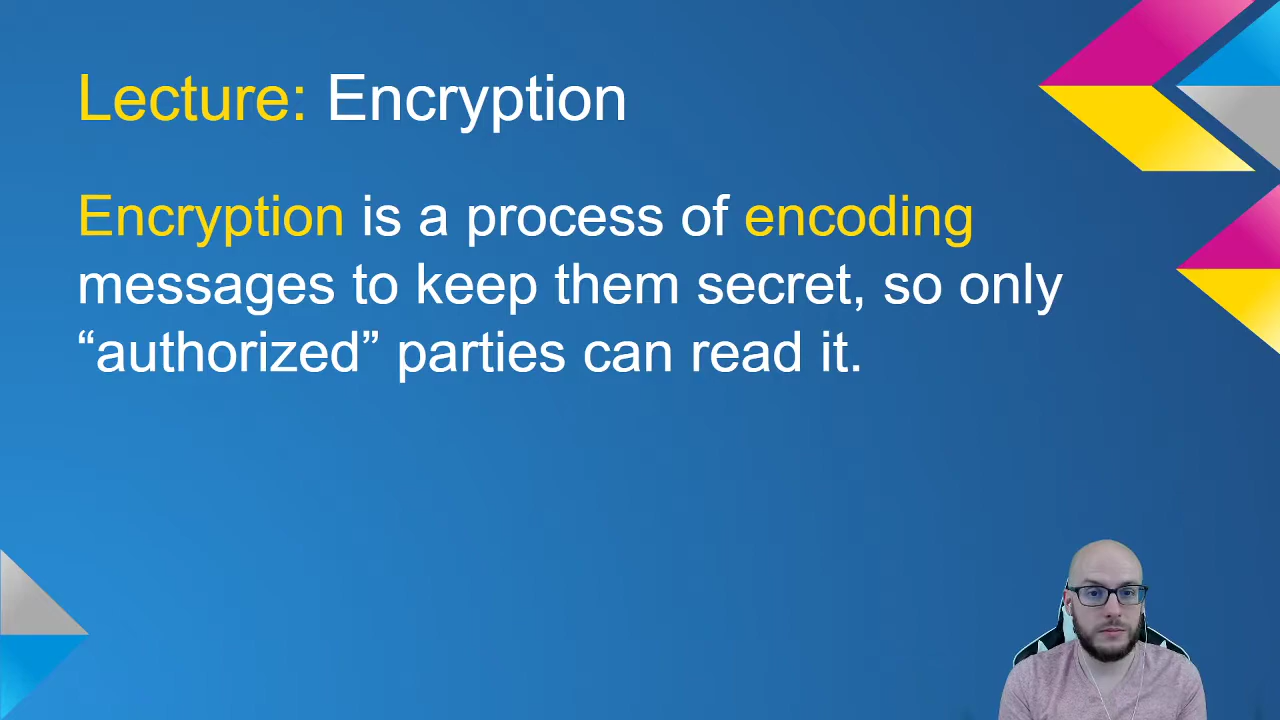 Lecture: Encryption
Encryption is a process of encoding
messages to keep them secret, so only
“authorized” parties can read it.